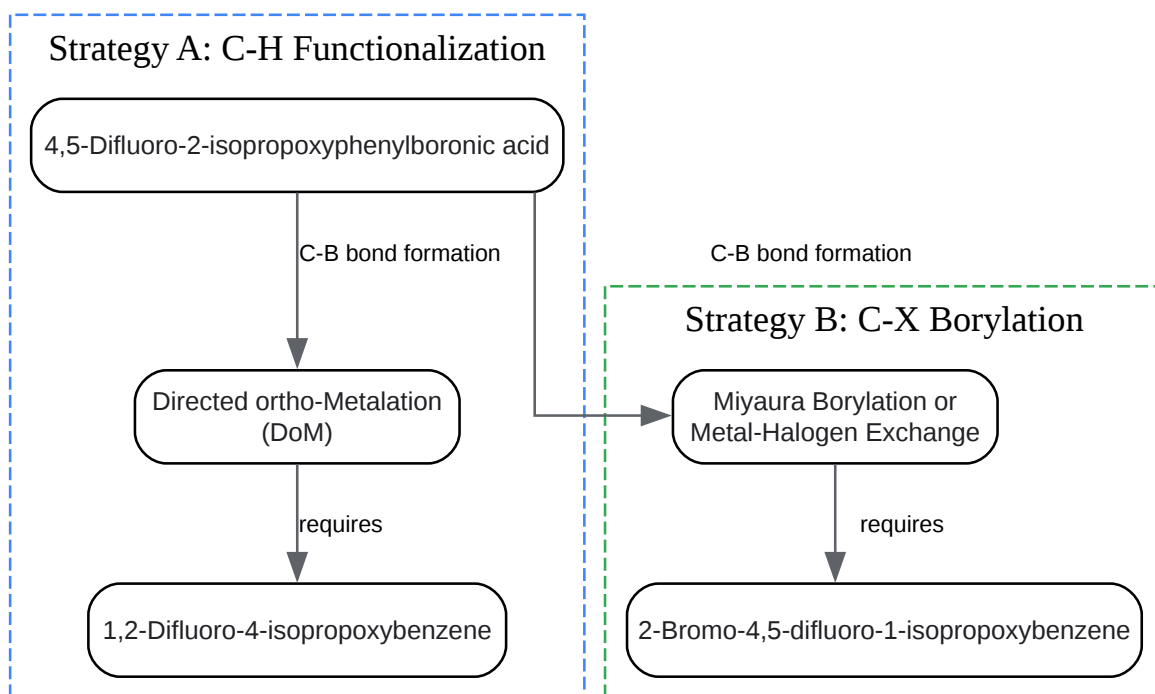 Strategy A: C-H Functionalization
4,5-Difluoro-2-isopropoxyphenylboronic acid
C-B bond formation
C-B bond formation
Strategy B: C-X Borylation
Directed ortho-Metalation
(DoM)
Miyaura Borylation or
Metal-Halogen Exchange
requires
requires
1,2-Difluoro-4-isopropoxybenzene
2-Bromo-4,5-difluoro-1-isopropoxybenzene